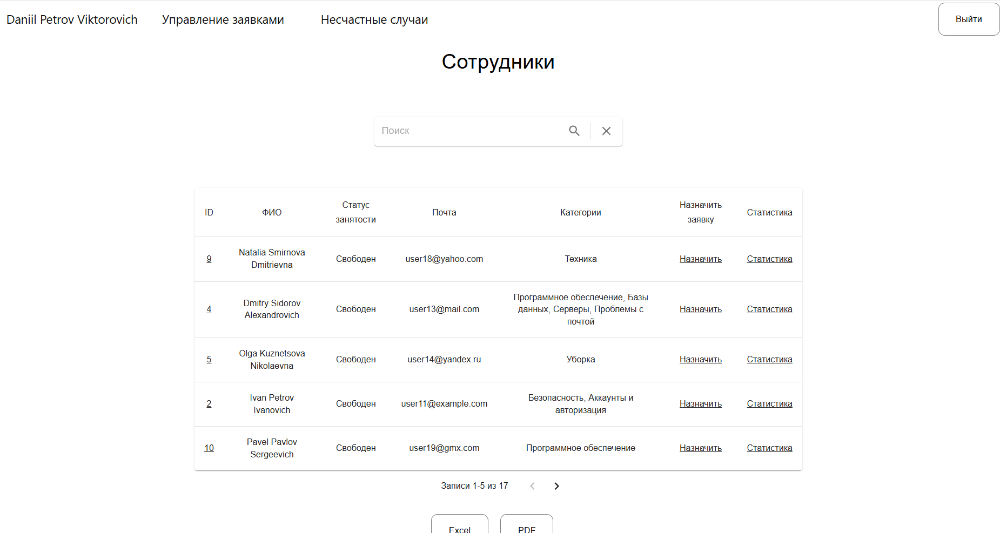 Daniil Petrov Viktorovich Управление заявками Несчастные случаи Выйти
Сотрудники
Поиск
ID ФИО Статус занятости Почта Категории Назначить заявку Статистика
9 Natalia Smirnova Dmitrievna Свободен user18@yahoo.com Техника Назначить Статистика
4 Dmitry Sidorov Alexandrovich Свободен user13@mail.com Программное обеспечение, Базы данных, Серверы, Проблемы с почтой Назначить Статистика
5 Olga Kuznetsova Nikolaevna Свободен user14@yandex.ru Уборка Назначить Статистика
2 Ivan Petrov Ivanovich Свободен user11@example.com Безопасность, Аккаунты и авторизация Назначить Статистика
10 Pavel Pavlov Sergeevich Свободен user19@gmx.com Программное обеспечение Назначить Статистика
Записи 1-5 из 17
Excel PDF